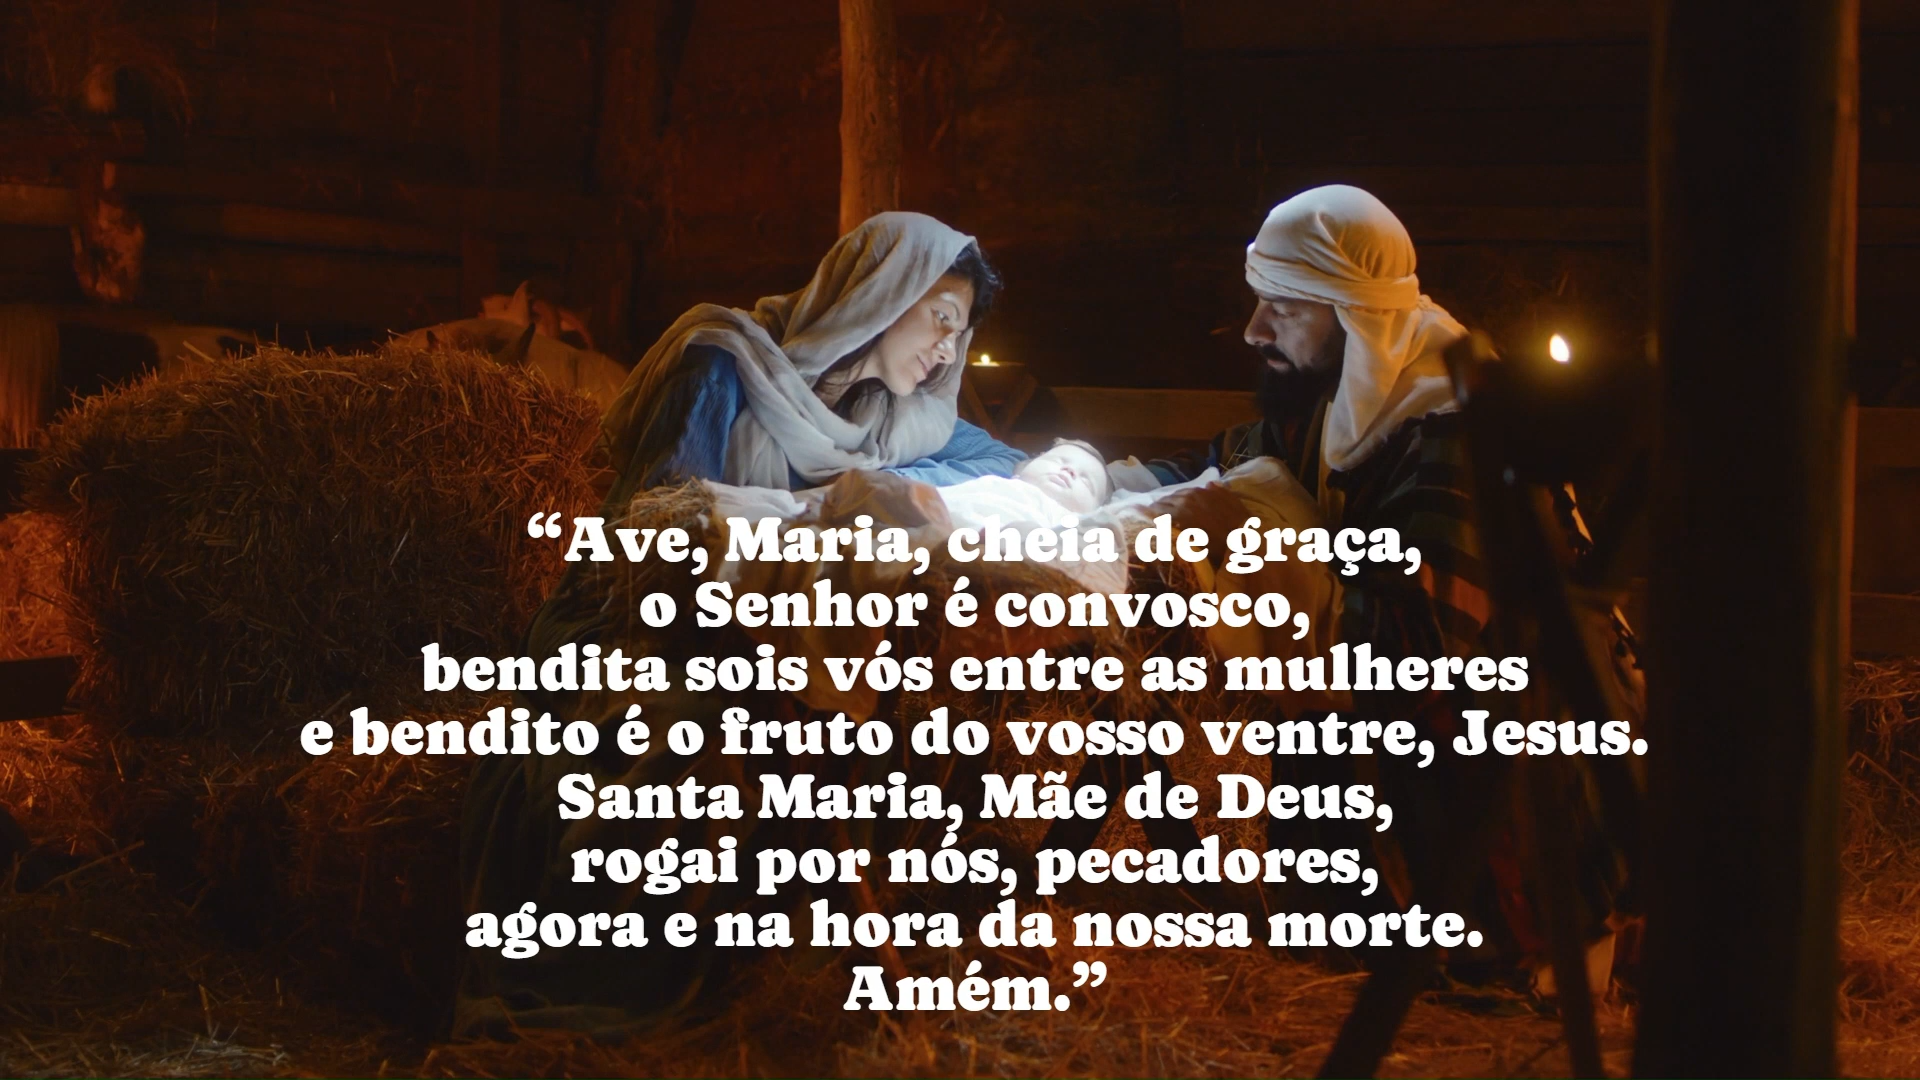 “Ave, Maria, cheia de graça,
o Senhor é convosco,
bendita sois vós entre as mulheres
e bendito é o fruto do vosso ventre, Jesus.
Santa Maria, Mãe de Deus,
rogai por nós, pecadores,
agora e na hora da nossa morte.
Amém.”